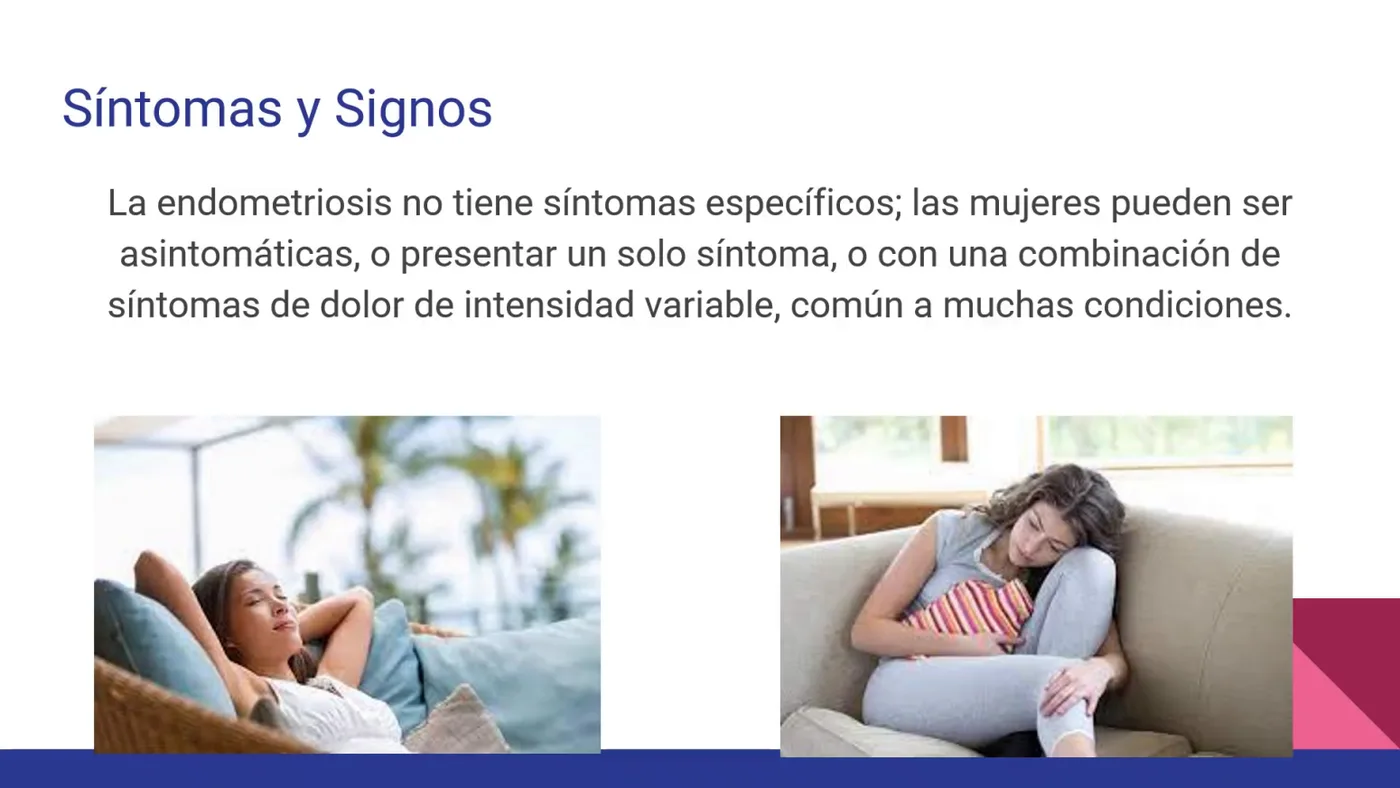 Síntomas y Signos
La endometriosis no tiene síntomas específicos; las mujeres pueden ser
asintomáticas, o presentar un solo síntoma, o con una combinación de
síntomas de dolor de intensidad variable, común a muchas condiciones.